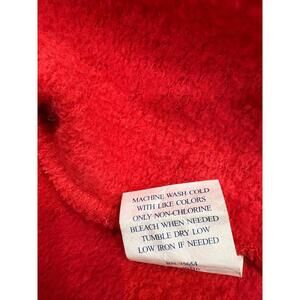 MACHINE WASH COLD
WITH LIKE COLORS
ONLY NON-CHLORINE
BLEACH WHEN NEEDED
TUMBLE DRY LOW
LOW IRON IF NEEDED